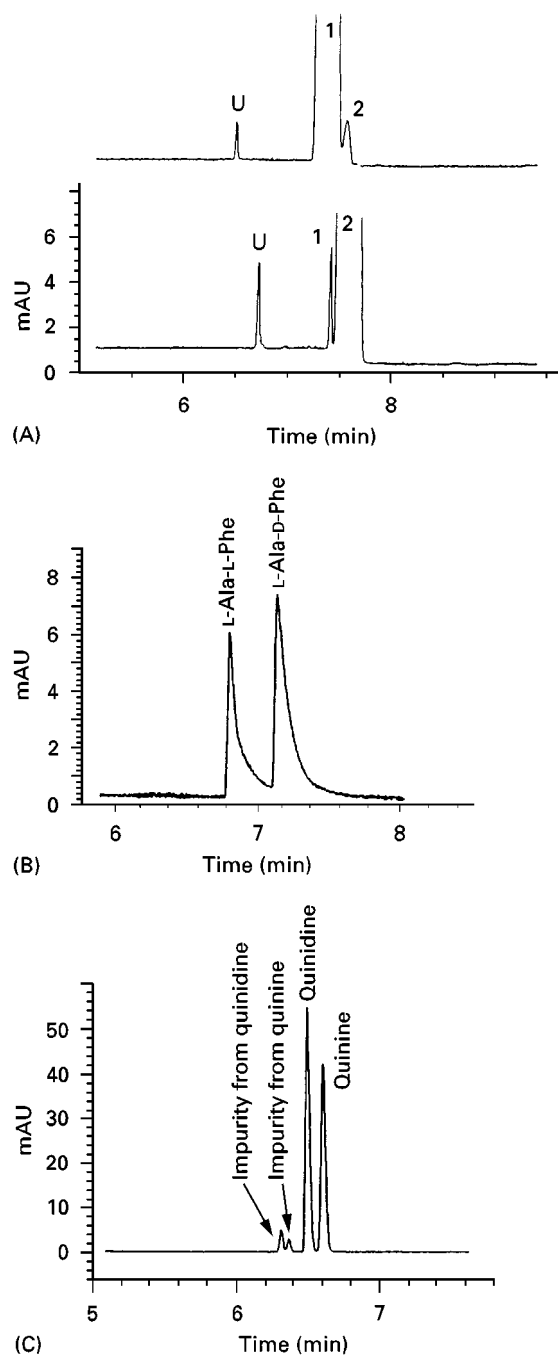 1
U
2
6
4
2
0
mAU
U
1
2
6
8
(A)
Time (min)
8
6
4
2
0
mAU
L-Ala-L-Phe
L-Ala-D-Phe
6
7
8
(B)
Time (min)
50
40
30
20
10
0
mAU
Impurity from quinidine
Impurity from quinine
Quinidine
Quinine
5
6
7
(C)
Time (min)